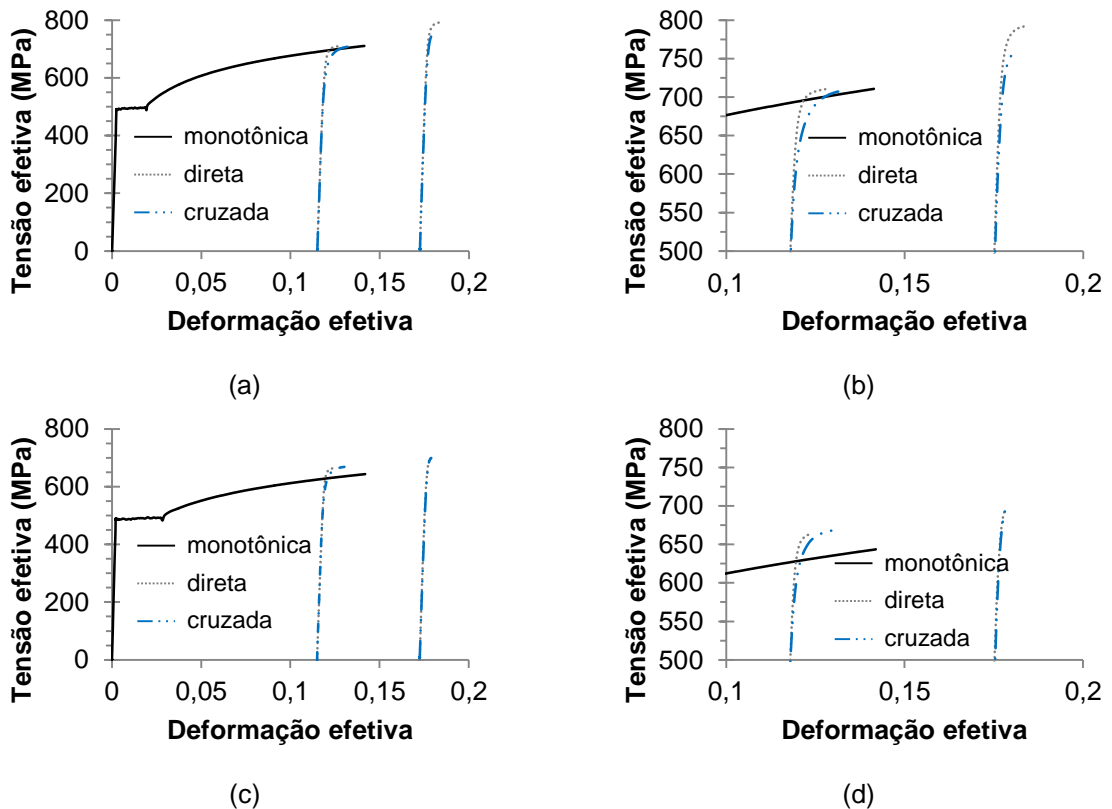 Tensão efetiva (MPa)
800
600
400
200
0
monotônica
direta
cruzada
0 0,05 0,1 0,15 0,2
Deformação efetiva
(a)
Tensão efetiva (MPa)
800
750
700
650
600
550
500
monotônica
direta
cruzada
0,1 0,15 0,2
Deformação efetiva
(b)
Tensão efetiva (MPa)
800
600
400
200
0
monotônica
direta
cruzada
0 0,05 0,1 0,15 0,2
Deformação efetiva
(c)
Tensão efetiva (MPa)
800
750
700
650
600
550
500
monotônica
direta
cruzada
0,1 0,15 0,2
Deformação efetiva
(d)